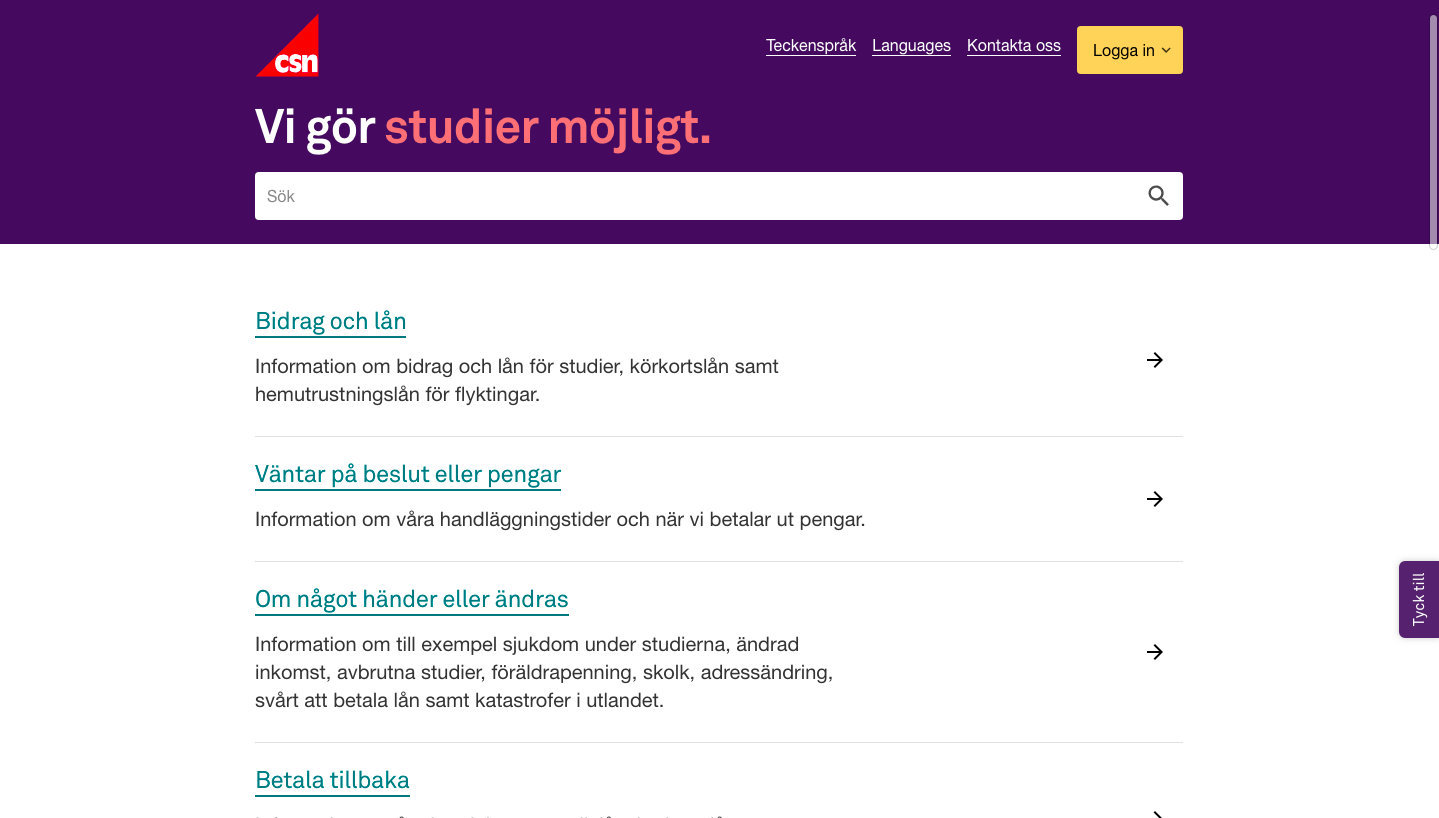 csn
Teckenspråk
Languages
Kontakta oss
Logga in
Vi gör studier möjligt.
Sök
Bidrag och lån
Information om bidrag och lån för studier, körkortslån samt
hemutrustningslån för flyktingar.
Väntar på beslut eller pengar
Information om våra handläggningstider och när vi betalar ut pengar.
Om något händer eller ändras
Information om till exempel sjukdom under studierna, ändrad
inkomst, avbrutna studier, föräldrapenning, skolk, adressändring,
svårt att betala lån samt katastrofer i utlandet.
Tyck till
Betala tillbaka